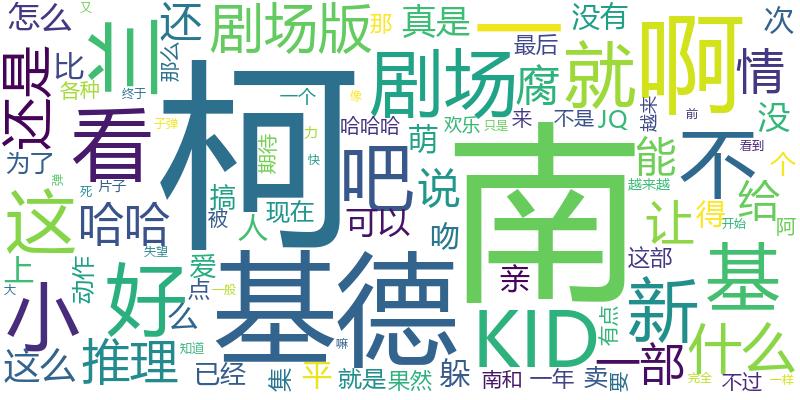 怎么 还 剧场版 那 真是 一 没有 最后 次
又
那么
还是 兰 比 各种 终于 柯 一个 像 剧场 腐 就 啊 情
子弹 哈哈哈 萌 欢乐 只是 来 不是 JQ 越来 前 没
为了 看 期待 力 快 吧 南 能 不 看到 个
弹 死 片子 搞 说 越来越
这 哈哈 被 人 现在 可以 吻 让 得 给 阿
上 失望 爱 基德 亲 这部 开始
大 小 动作 好 点 一般 么 KID 有点 新 基
这么 推理 知道 嘛 什么
已经 集 平 就是 果然 躲 南和 一年 卖 要 一部 不过 完全 一样